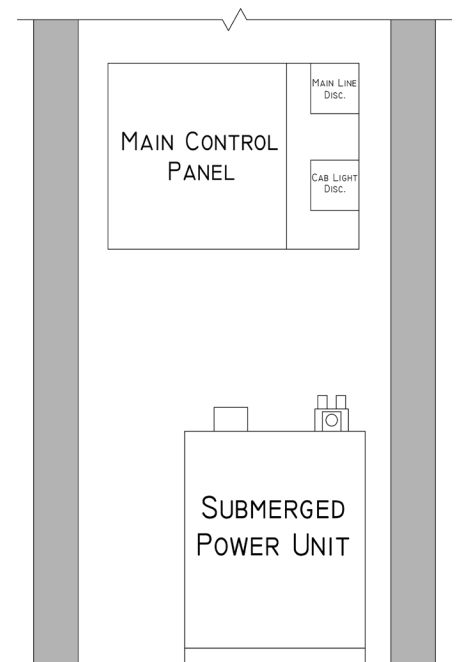 MAIN LINE
DISC.
MAIN CONTROL
PANEL
CAB LIGHT
DISC.
SUBMERGED
POWER UNIT